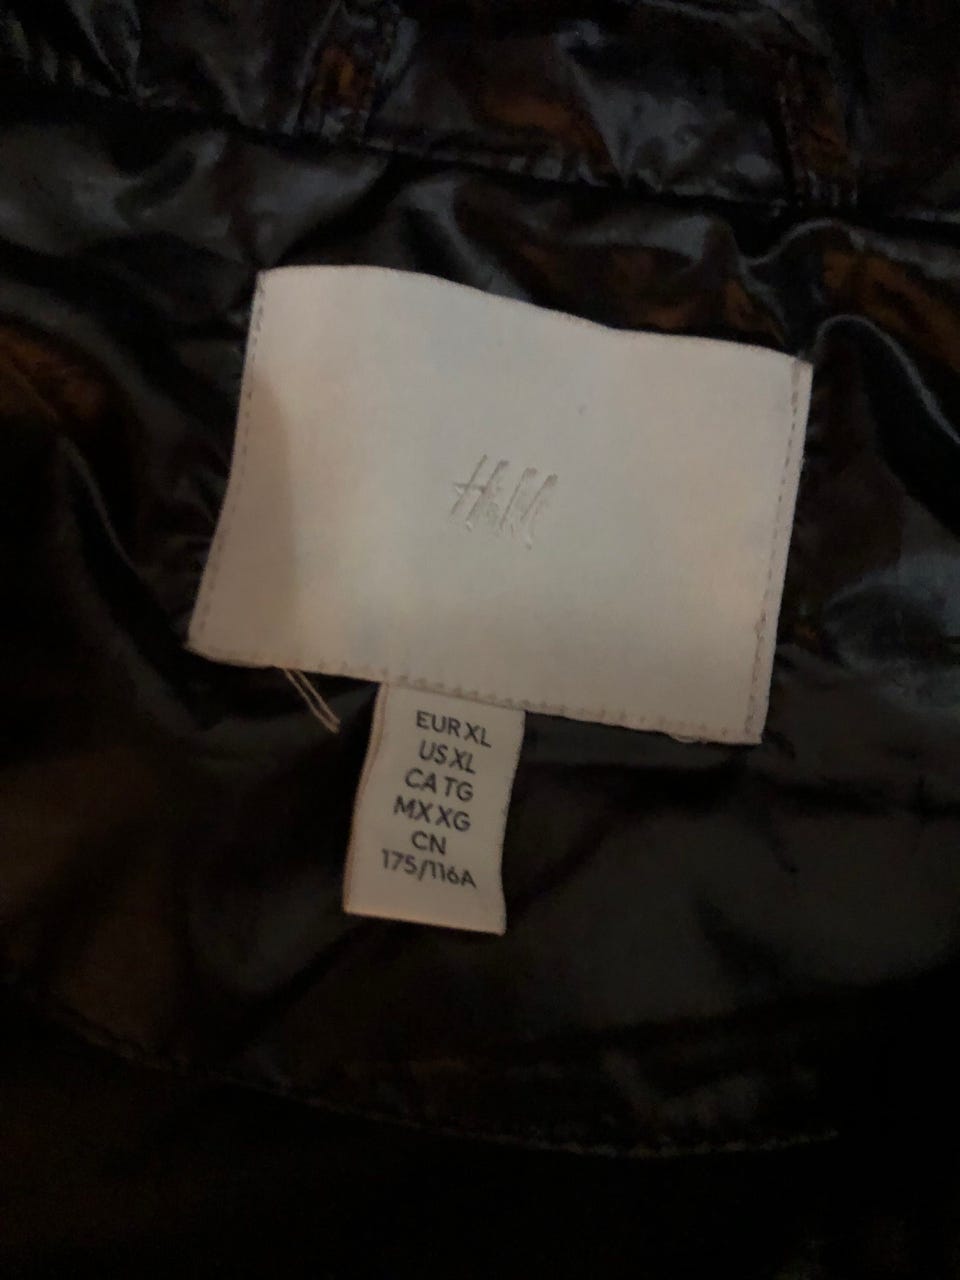 H&M
EUR XL
US XL
CA TG
MX XG
CN
175/116A